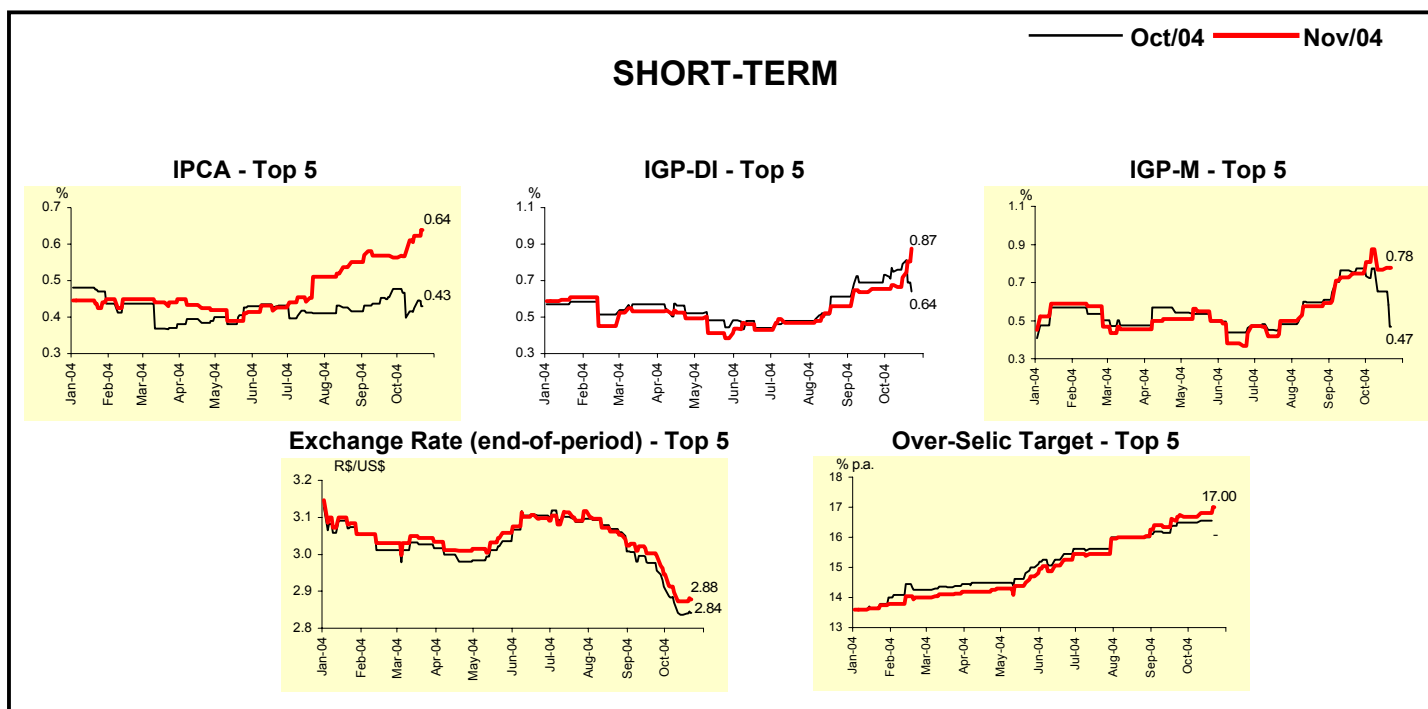 Oct/04 Nov/04
SHORT-TERM
IPCA - Top 5
%
0.7
0.6
0.5
0.4
0.3
0.64
0.43
Jan-04 Feb-04 Mar-04 Apr-04 May-04 Jun-04 Jul-04 Aug-04 Sep-04 Oct-04
IGP-DI - Top 5
%
1.1
0.9
0.7
0.5
0.3
0.87
0.64
Jan-04 Feb-04 Mar-04 Apr-04 May-04 Jun-04 Jul-04 Aug-04 Sep-04 Oct-04
IGP-M - Top 5
%
1.1
0.9
0.7
0.5
0.3
0.78
0.47
Jan-04 Feb-04 Mar-04 Apr-04 May-04 Jun-04 Jul-04 Aug-04 Sep-04 Oct-04
Exchange Rate (end-of-period) - Top 5
R$/US$
3.2
3.1
3.0
2.9
2.8
2.88
2.84
Jan-04 Feb-04 Mar-04 Apr-04 May-04 Jun-04 Jul-04 Aug-04 Sep-04 Oct-04
Over-Selic Target - Top 5
% p.a.
18
17
16
15
14
13
17.00
-
Jan-04 Feb-04 Mar-04 Apr-04 May-04 Jun-04 Jul-04 Aug-04 Sep-04 Oct-04